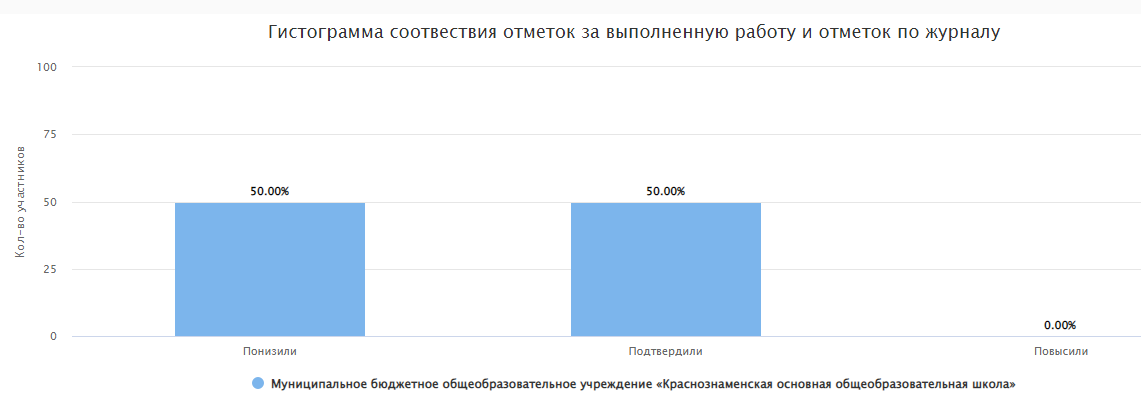 Гистограмма соотвествия отметок за выполненную работу и отметок по журналу
100
75
50
25
0
Кол-во участников
50.00%
50.00%
0.00%
Понизили
Подтвердили
Повысили
Муниципальное бюджетное общеобразовательное учреждение «Краснознаменская основная общеобразовательная школа»